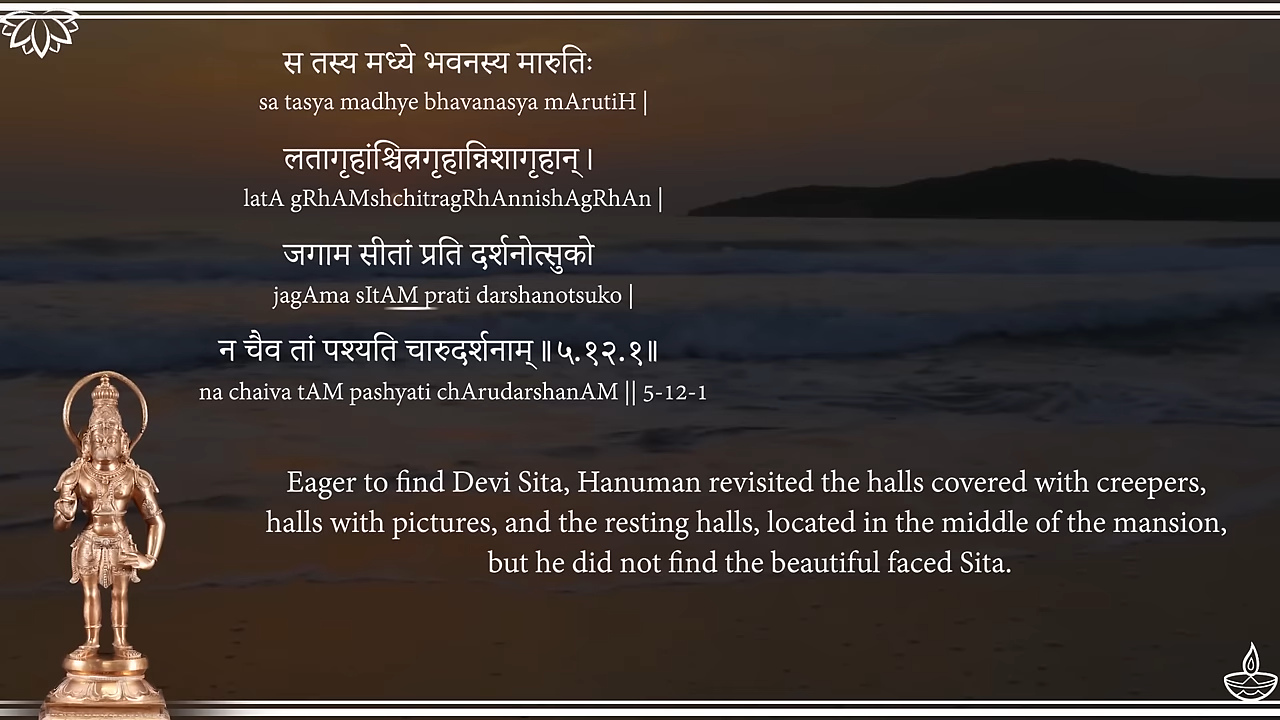 स तस्य मध्ये भवनस्य मारुतिः
sa tasya madhye bhavanasya mArutiH |
लतागृहांश्चित्रगृहान्निशागृहान् ।
latA gRhAMshchitragRhAnnishAgRhAn |
जगाम सीतां प्रति दर्शनोत्सुको
jagAma sItAM prati darshanotsuko |
न चैव तां पश्यति चारुदर्शनाम् ॥५.१२.१॥
na chaiva tAM pashyati chArudarshanAM || 5-12-1
Eager to find Devi Sita, Hanuman revisited the halls covered with creepers,
halls with pictures, and the resting halls, located in the middle of the mansion,
but he did not find the beautiful faced Sita.